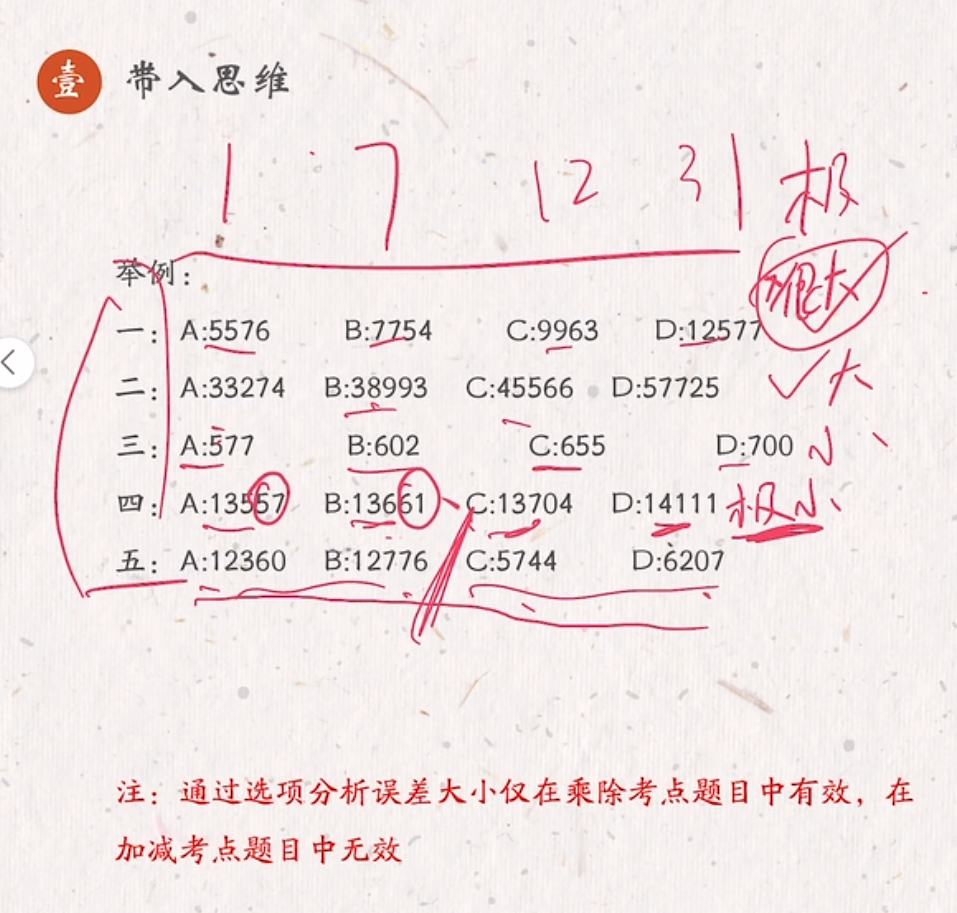 壹 带入思维
1 7 12 31 极
举例：
很大
一：A:5576 B:7754 C:9963 D:12577
二：A:33274 B:38993 C:45566 D:57725 大
三：A:577 B:602 C:655 D:700 小
四：A:13557 B:13661 C:13704 D:14111 极小
五：A:12360 B:12776 C:5744 D:6207
注：通过选项分析误差大小仅在乘除考点题目中有效，在
加减考点题目中无效